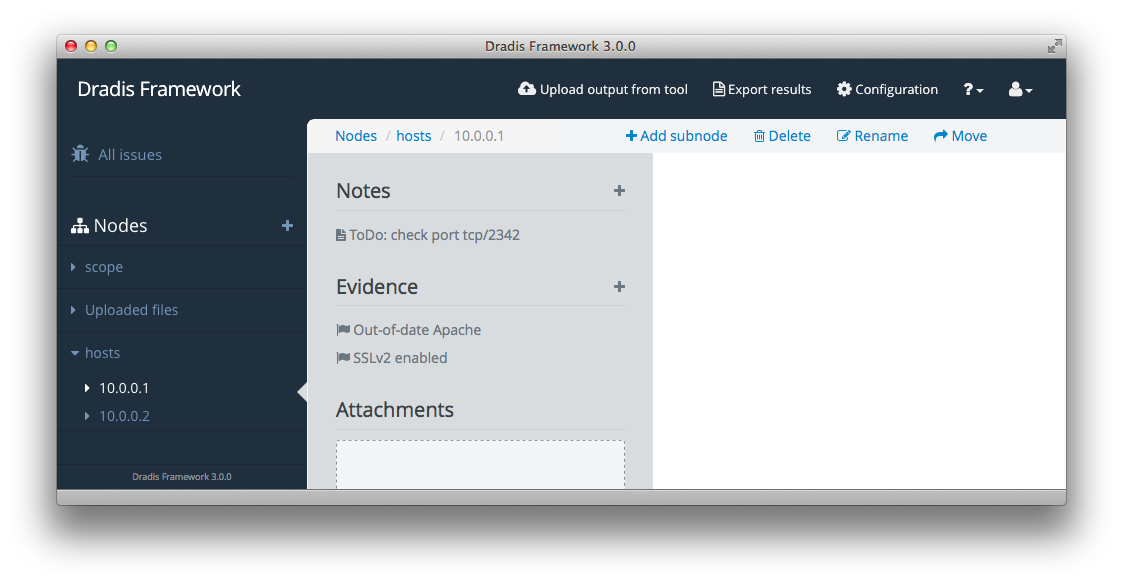 Dradis Framework 3.0.0
Dradis Framework
Upload output from tool
Export results
Configuration
?
All issues
Nodes
+
scope
Uploaded files
hosts
10.0.0.1
10.0.0.2
Dradis Framework 3.0.0
Nodes / hosts / 10.0.0.1
+ Add subnode
Delete
Rename
Move
Notes +
ToDo: check port tcp/2342
Evidence +
Out-of-date Apache
SSLv2 enabled
Attachments